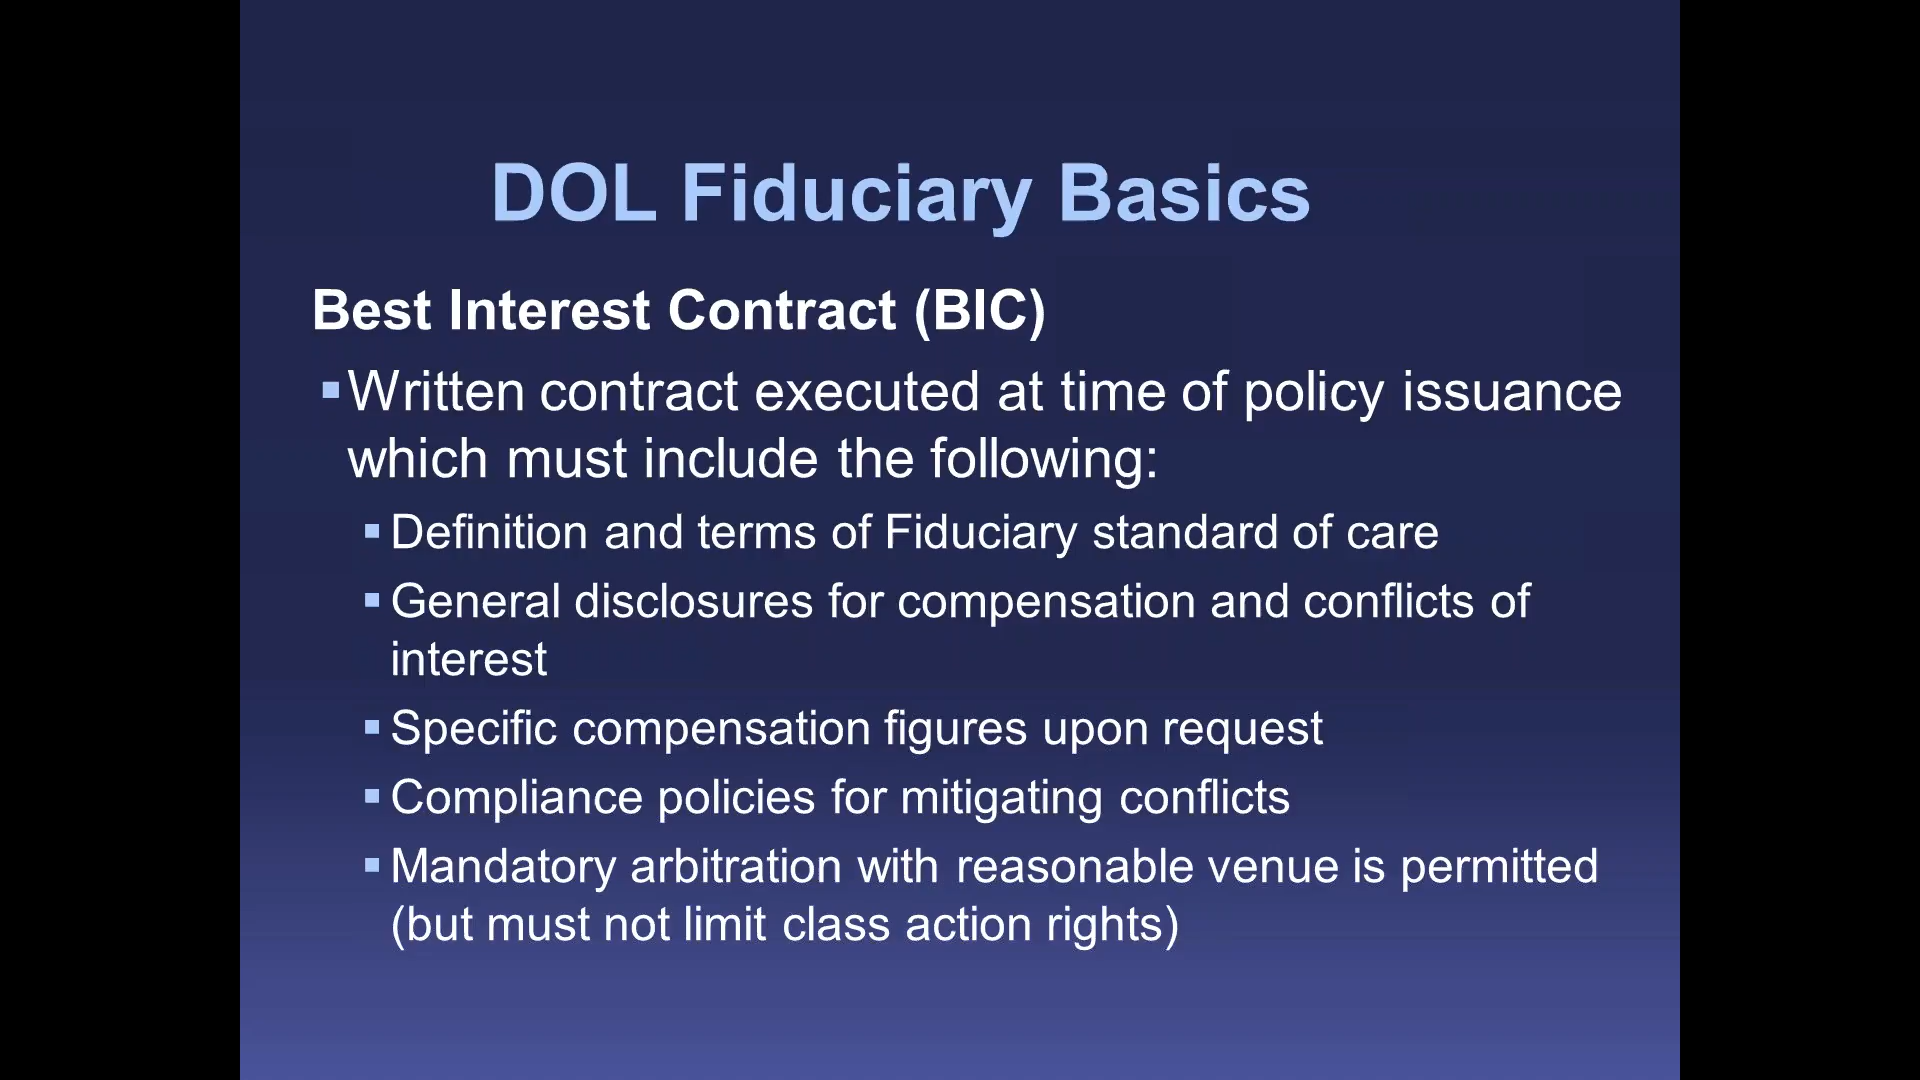 DOL Fiduciary Basics
Best Interest Contract (BIC)
▪Written contract executed at time of policy issuance
which must include the following:
▪Definition and terms of Fiduciary standard of care
▪General disclosures for compensation and conflicts of
interest
▪Specific compensation figures upon request
▪Compliance policies for mitigating conflicts
▪Mandatory arbitration with reasonable venue is permitted
(but must not limit class action rights)